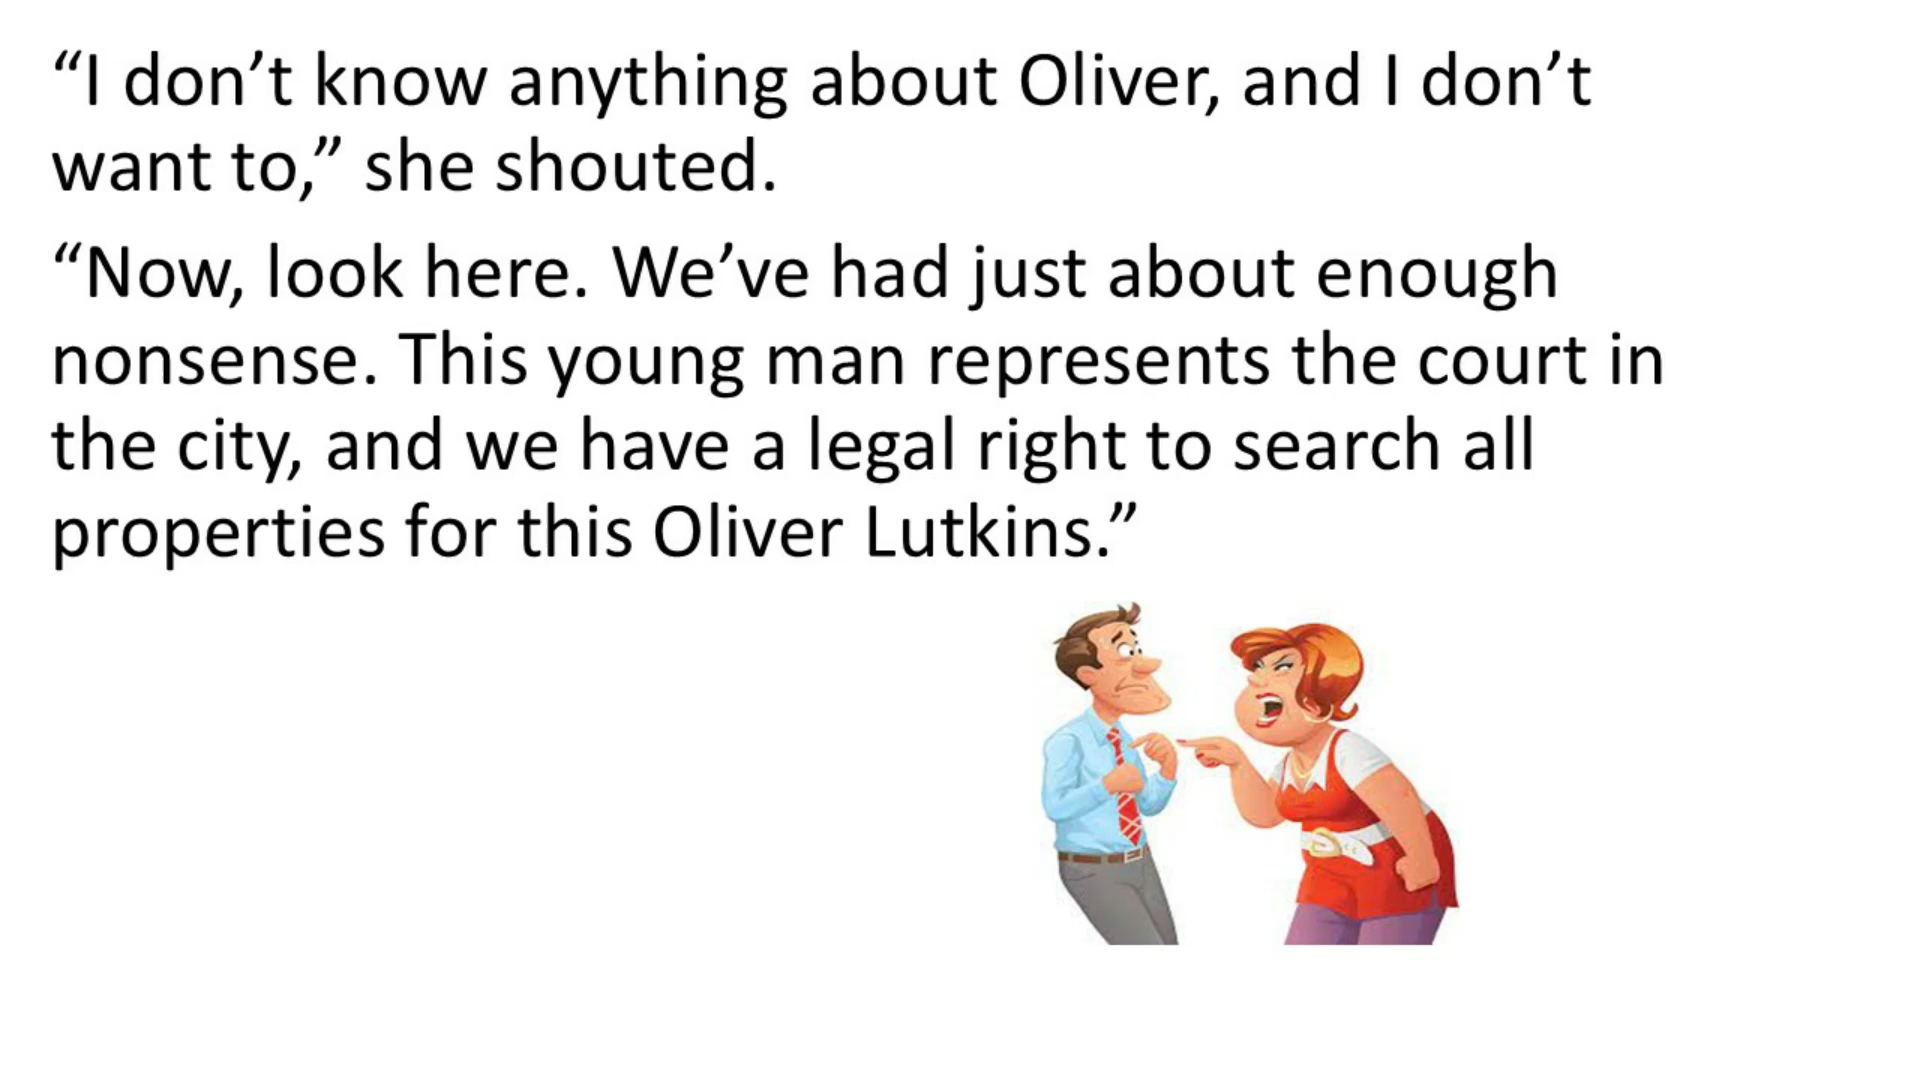 “I don’t know anything about Oliver, and I don’t
want to,” she shouted.
“Now, look here. We’ve had just about enough
nonsense. This young man represents the court in
the city, and we have a legal right to search all
properties for this Oliver Lutkins.”